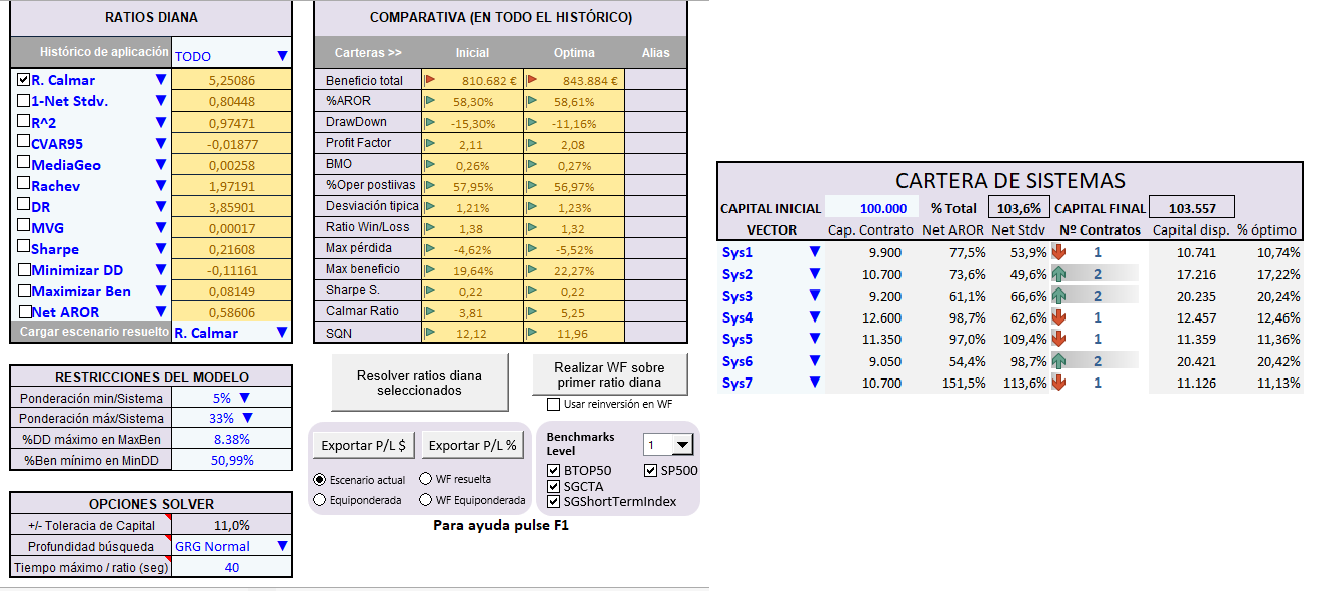 RATIOS DIANA
Histórico de aplicación TODO
R. Calmar 5,25086
1-Net Stdv. 0,80448
R^2 0,97471
CVAR95 -0,01877
MediaGeo 0,00258
Rachev 1,97191
DR 3,85901
MVG 0,00017
Sharpe 0,21608
Minimizar DD -0,11161
Maximizar Ben 0,08149
Net AROR 0,58606
Cargar escenario resuelto R. Calmar
RESTRICCIONES DEL MODELO
Ponderación min/Sistema 5%
Ponderación máx/Sistema 33%
%DD máximo en MaxBen 8.38%
%Ben mínimo en MinDD 50,99%
OPCIONES SOLVER
+/- Toleracia de Capital 11,0%
Profundidad búsqueda GRG Normal
Tiempo máximo / ratio (seg) 40
COMPARATIVA (EN TODO EL HISTÓRICO)
Carteras >> Inicial Optima Alias
Beneficio total 810.682 € 843.884 €
%AROR 58,30% 58,61%
DrawDown -15,30% -11,16%
Profit Factor 2,11 2,08
BMO 0,26% 0,27%
%Oper postiivas 57,95% 56,97%
Desviación tipica 1,21% 1,23%
Ratio Win/Loss 1,38 1,32
Max pérdida -4,62% -5,52%
Max beneficio 19,64% 22,27%
Sharpe S. 0,22 0,22
Calmar Ratio 3,81 5,25
SQN 12,12 11,96
Resolver ratios diana
seleccionados
Realizar WF sobre
primer ratio diana
Usar reinversión en WF
Exportar P/L $ Exportar P/L %
Escenario actual WF resuelta
Equiponderada WF Equiponderada
Benchmarks
Level 1
BTOP50 SP500
SGCTA
SGShortTermIndex
Para ayuda pulse F1
CARTERA DE SISTEMAS
CAPITAL INICIAL 100.000 % Total 103,6% CAPITAL FINAL 103.557
VECTOR Cap. Contrato Net AROR Net Stdv Nº Contratos Capital disp. % óptimo
Sys1 9.900 77,5% 53,9% 1 10.741 10,74%
Sys2 10.700 73,6% 49,6% 2 17.216 17,22%
Sys3 9.200 61,1% 66,6% 2 20.235 20,24%
Sys4 12.600 98,7% 62,6% 1 12.457 12,46%
Sys5 11.350 97,0% 109,4% 1 11.359 11,36%
Sys6 9.050 54,4% 98,7% 2 20.421 20,42%
Sys7 10.700 151,5% 113,6% 1 11.126 11,13%